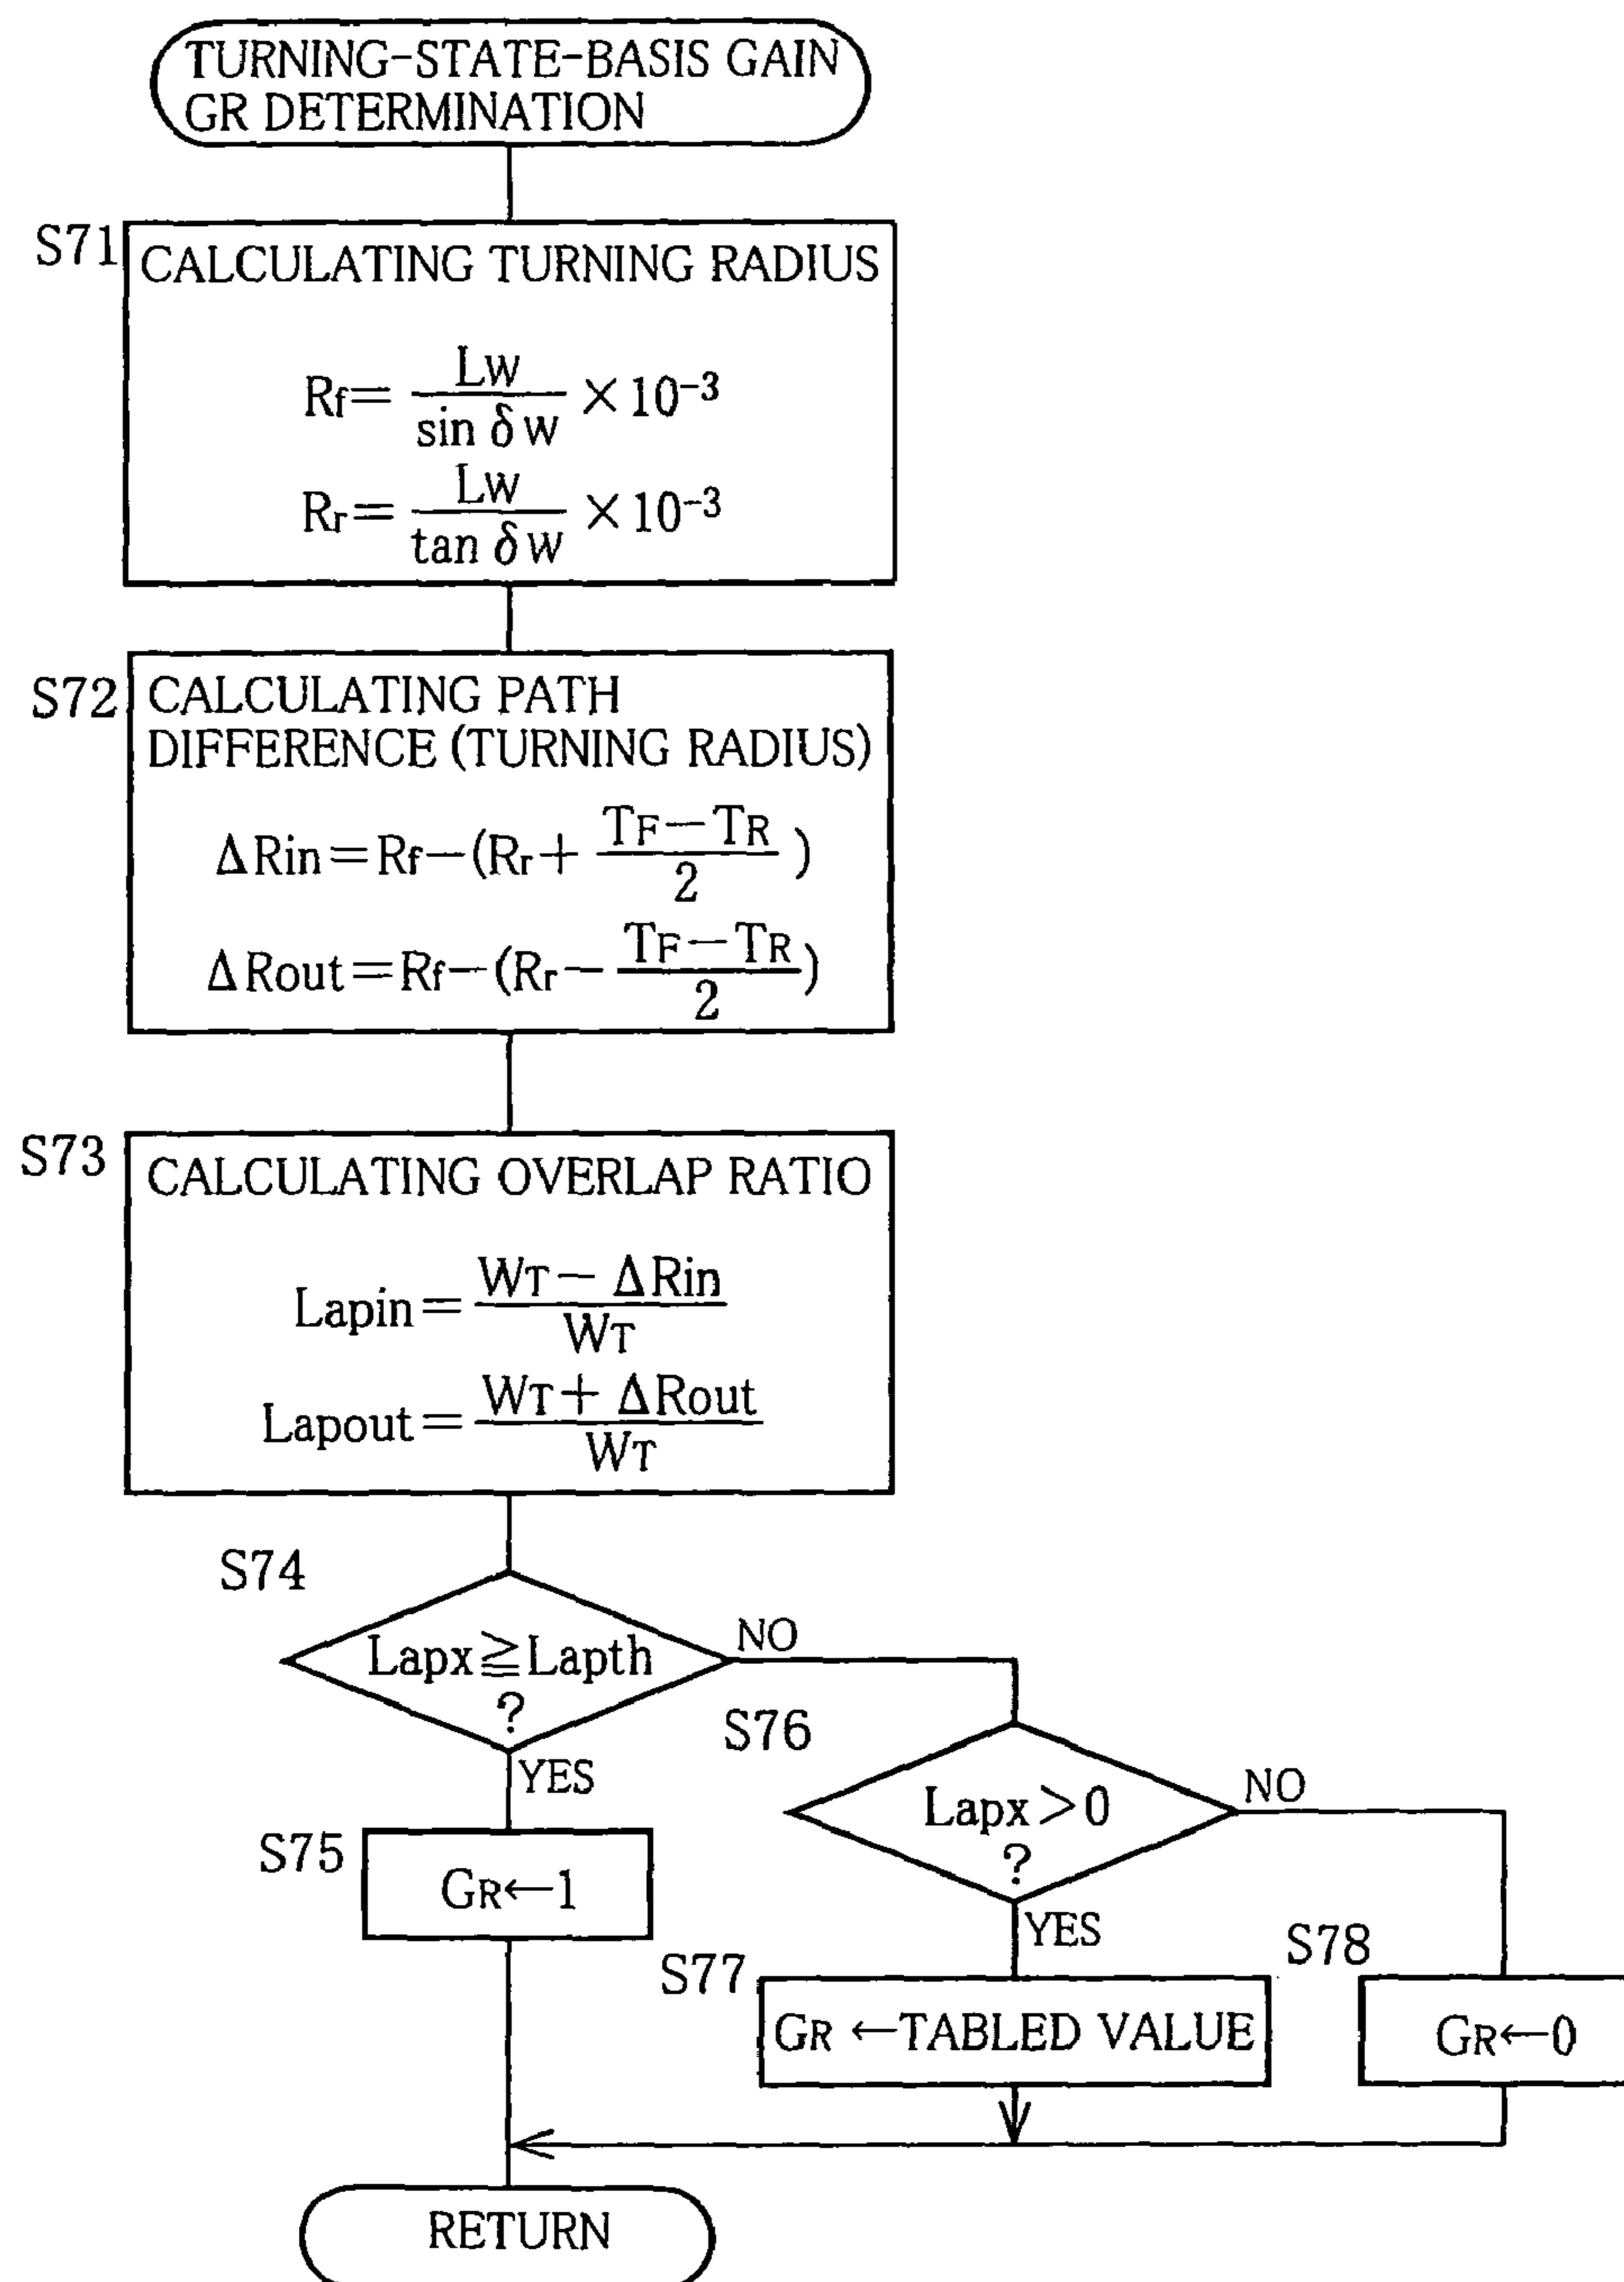 TURNING-STATE-BASIS GAIN
GR DETERMINATION
S71
CALCULATING TURNING RADIUS
Rf= Lw / sin δw ×10⁻³
Rr= Lw / tan δw ×10⁻³
S72
CALCULATING PATH
DIFFERENCE (TURNING RADIUS)
ΔRin=Rf−(Rr+ TF−TR / 2 )
ΔRout=Rf−(Rr− TF−TR / 2 )
S73
CALCULATING OVERLAP RATIO
Lapin= WT− ΔRin / WT
Lapout= WT+ ΔRout / WT
S74
Lapx≧Lapth
?
NO
YES
S75
GR←1
S76
Lapx>0
?
NO
YES
S77
GR ←TABLED VALUE
S78
GR←0
RETURN